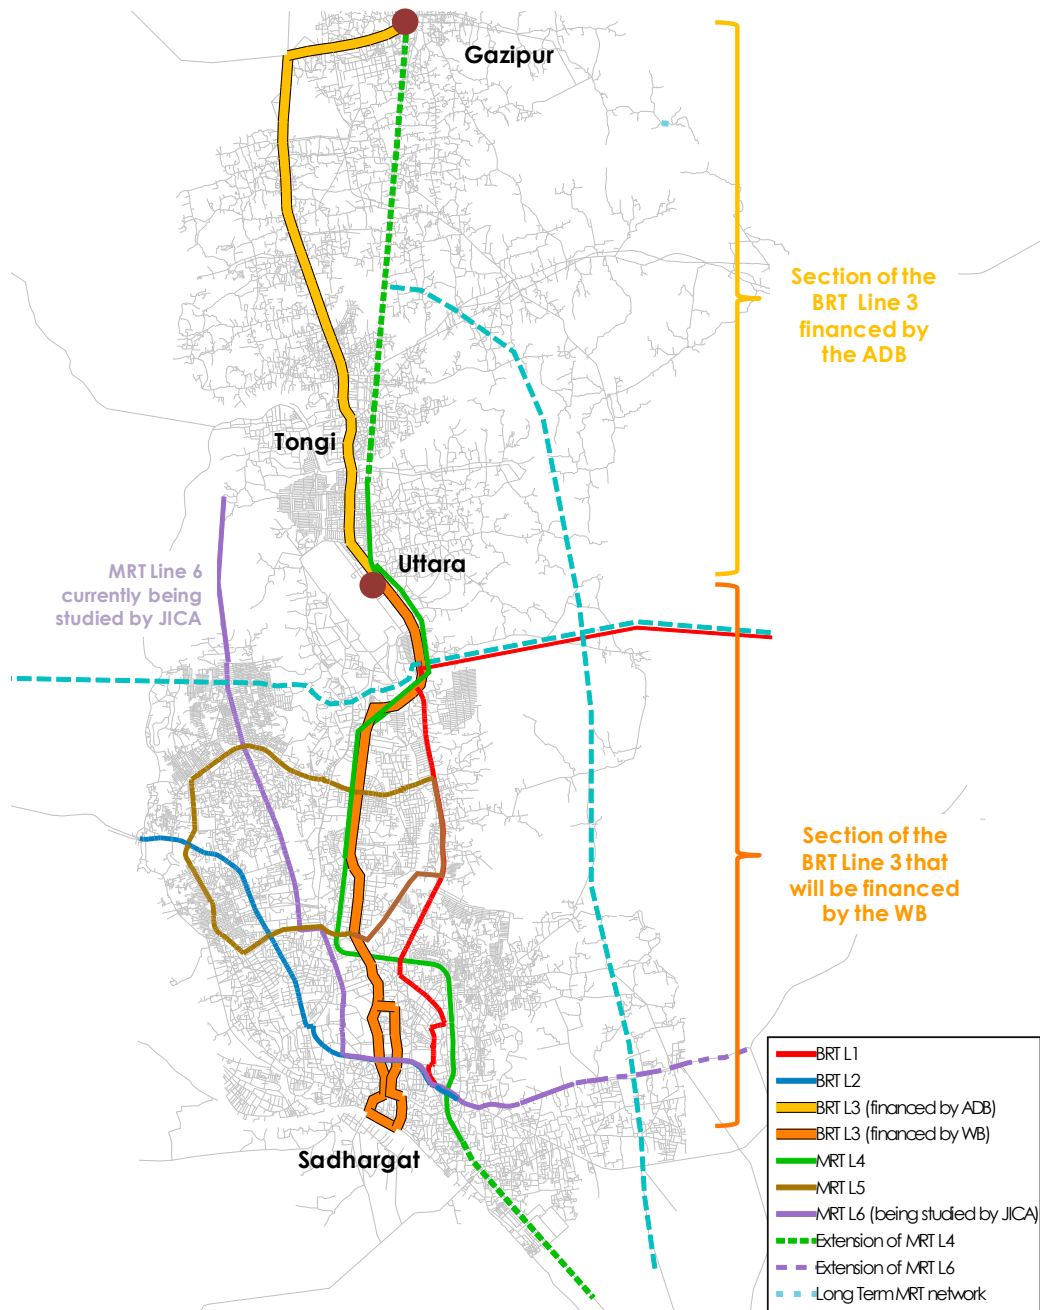 Gazipur
Section of the
BRT Line 3
financed by
the ADB
Tongi
Uttara
MRT Line 6
currently being
studied by JICA
Section of the
BRT Line 3 that
will be financed
by the WB
Sadhargat
BRT L1
BRT L2
BRT L3 (financed by ADB)
BRT L3 (financed by WB)
MRT L4
MRT L5
MRT L6 (being studied by JICA)
Extension of MRT L4
Extension of MRT L6
Long Term MRT network